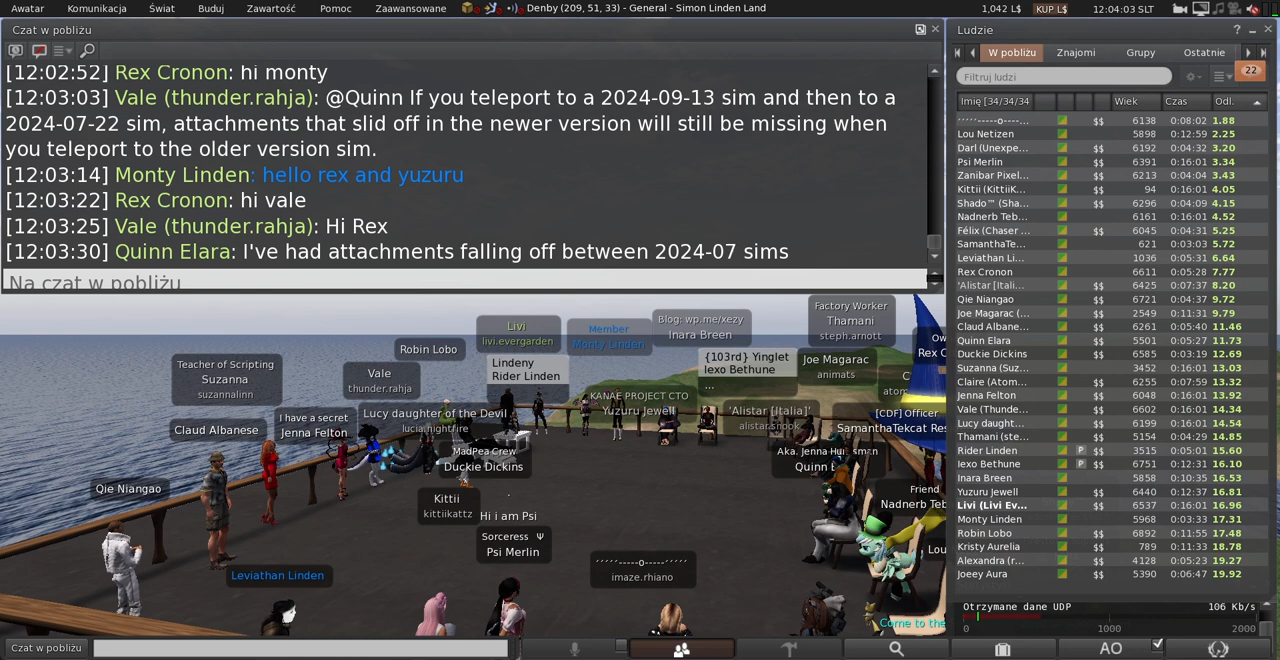 Awatar Komunikacja Świat Buduj Zawartość Pomoc Zaawansowane Denby (209, 51, 33) - General - Simon Linden Land 1,042 L$ KUP L$ 12:04:03 SLT
Czat w pobliżu
[12:02:52] Rex Cronon: hi monty
[12:03:03] Vale (thunder.rahja): @Quinn If you teleport to a 2024-09-13 sim and then to a
2024-07-22 sim, attachments that slid off in the newer version will still be missing when
you teleport to the older version sim.
[12:03:14] Monty Linden: hello rex and yuzuru
[12:03:22] Rex Cronon: hi vale
[12:03:25] Vale (thunder.rahja): Hi Rex
[12:03:30] Quinn Elara: I've had attachments falling off between 2024-07 sims
Na czat w pobliżu
Factory Worker
Thamani
steph.arnott
Blog: wp.me/xezy
Inara Breen
Livi
livi.evergarden
Member
Monty Linden
Robin Lobo
Lindeny
Rider Linden
{103rd} Yinglet
Iexo Bethune
...
Joe Magarac
animats
Teacher of Scripting
Suzanna
suzannalinn
Vale
thunder.rahja
KANAE PROJECT CTO
Yuzuru Jewell
'Alistar [Italia]'
alistar.snook
I have a secret
Jenna Felton
Lucy daughter of the Devil
lucia.nightfire
[CDF] Officer
SamanthaTekcat Res
Claud Albanese
MadPea Crew
Duckie Dickins
Qie Niangao
Kittii
kittiikattz
Hi i am Psi
Sorceress Ψ
Psi Merlin
Friend
Nadnerb Teb
Lou
Leviathan Linden
´´´´´-----o-----´´´´´
imaze.rhiano
Come to the
Czat w pobliżu
AO
Ludzie
W pobliżu Znajomi Grupy Ostatnie
22
Filtruj ludzi
Imię [34/34/34 Wiek Czas Odl.
´´´´´-----o----... $$ 6138 0:08:02 1.88
Lou Netizen 5898 0:12:59 2.25
Darl (Unexpe... $$ 6192 0:04:32 3.20
Psi Merlin $$ 6391 0:16:01 3.34
Zanibar Pixel... $$ 6213 0:04:04 3.43
Kittii (KittiiK... $$ 94 0:16:01 4.05
Shado™ (Sha... $$ 6296 0:04:09 4.15
Nadnerb Teb... 6161 0:16:01 4.52
Félix (Chaser ... $$ 6045 0:04:31 5.25
SamanthaTe... 621 0:03:03 5.72
Leviathan Li... 1036 0:05:31 6.64
Rex Cronon 6611 0:05:28 7.77
'Alistar [Itali... $$ 6425 0:07:37 8.20
Qie Niangao $$ 6721 0:04:37 9.72
Joe Magarac (... $$ 2549 0:11:31 9.79
Claud Albane... $$ 6261 0:05:40 11.46
Quinn Elara $$ 5501 0:05:27 11.73
Duckie Dickins $$ 6585 0:03:19 12.69
Suzanna (Suz... 3452 0:16:01 13.03
Claire (Atom... $$ 6255 0:07:59 13.32
Jenna Felton $$ 6048 0:16:01 13.92
Vale (Thunde... $$ 6602 0:16:01 14.34
Lucy daught... $$ 6199 0:16:01 14.54
Thamani (ste... $$ 5154 0:04:29 14.85
Rider Linden P $$ 3515 0:05:01 15.60
Iexo Bethune P $$ 6751 0:12:31 16.10
Inara Breen 5858 0:10:35 16.53
Yuzuru Jewell $$ 6440 0:12:37 16.81
Livi (Livi Ev... $$ 6537 0:16:01 16.96
Monty Linden 5968 0:03:33 17.31
Robin Lobo $$ 6892 0:11:55 17.48
Kristy Aurelia $$ 789 0:11:33 18.78
Alexandra (r... $$ 4128 0:05:23 19.27
Joeey Aura $$ 5390 0:06:47 19.92
Otrzymane dane UDP 106 Kb/s
0 1000 2000